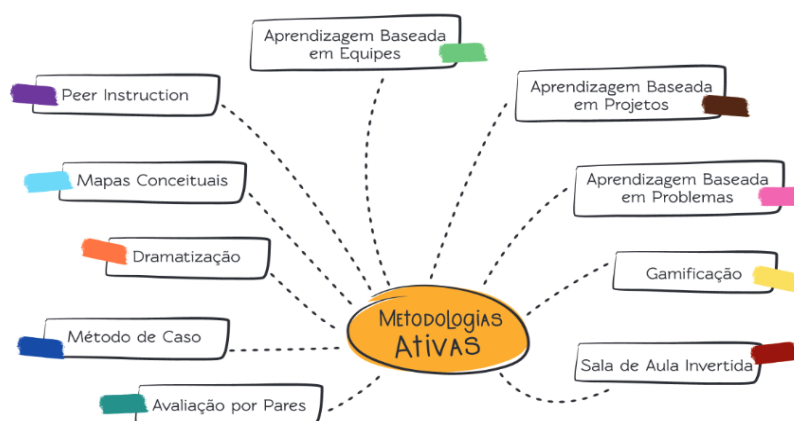 Aprendizagem Baseada
em Equipes
Peer Instruction
Aprendizagem Baseada
em Projetos
Mapas Conceituais
Aprendizagem Baseada
em Problemas
Dramatização
Gamificação
METODOLOGIAS
ATIVAS
Método de Caso
Sala de Aula Invertida
Avaliação por Pares